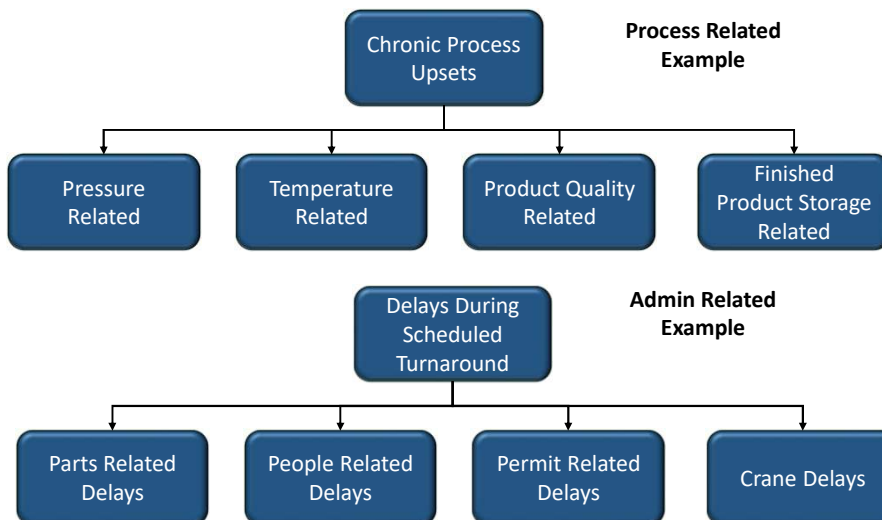 Chronic Process
Upsets
Process Related
Example
Pressure
Related
Temperature
Related
Product Quality
Related
Finished
Product Storage
Related
Delays During
Scheduled
Turnaround
Admin Related
Example
Parts Related
Delays
People Related
Delays
Permit Related
Delays
Crane Delays